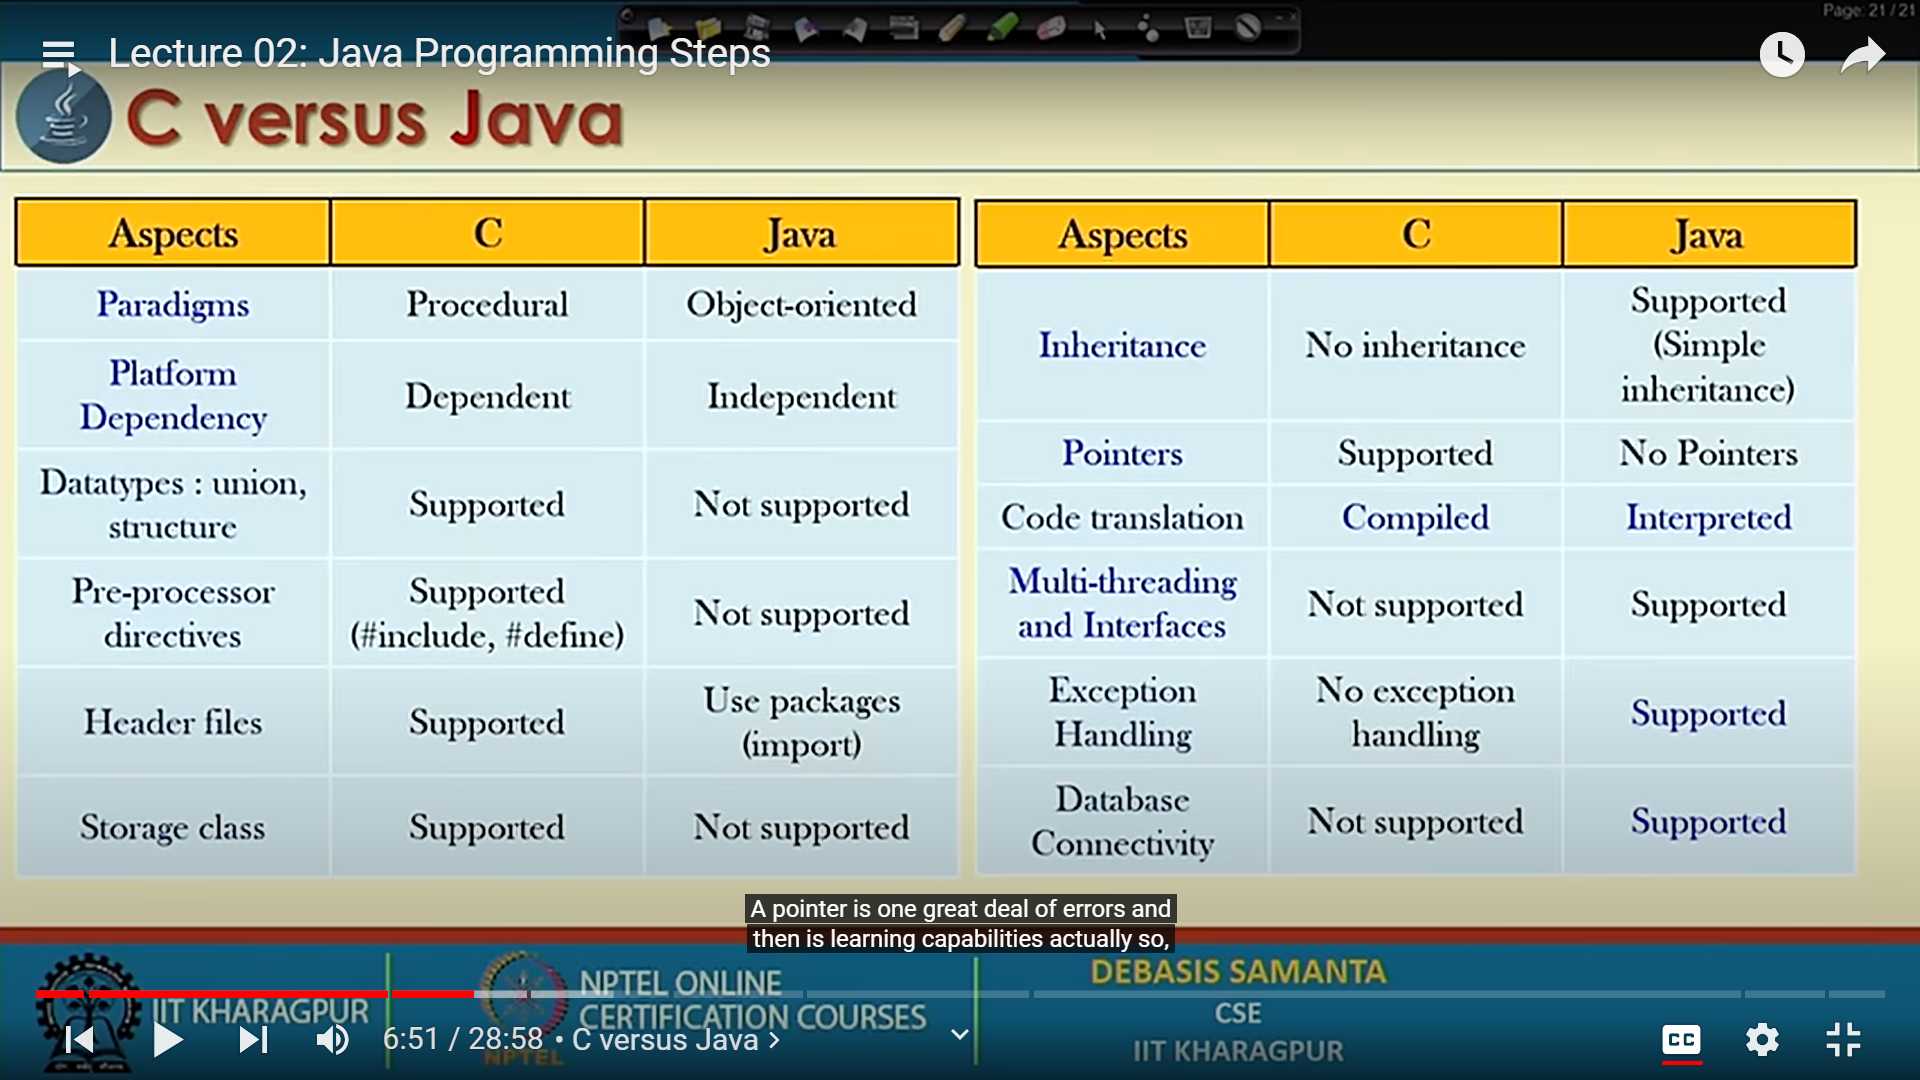 Page: 21 / 21
Lecture 02: Java Programming Steps
C versus Java
Aspects C Java
Paradigms Procedural Object-oriented
Platform
Dependency Dependent Independent
Datatypes : union,
structure Supported Not supported
Pre-processor
directives Supported
(#include, #define) Not supported
Header files Supported Use packages
(import)
Storage class Supported Not supported
Aspects C Java
Inheritance No inheritance Supported
(Simple
inheritance)
Pointers Supported No Pointers
Code translation Compiled Interpreted
Multi-threading
and Interfaces Not supported Supported
Exception
Handling No exception
handling Supported
Database
Connectivity Not supported Supported
A pointer is one great deal of errors and
then is learning capabilities actually so,
IIT KHARAGPUR
NPTEL
NPTEL ONLINE
CERTIFICATION COURSES
DEBASIS SAMANTA
CSE
IIT KHARAGPUR
6:51 / 28:58 • C versus Java
CC